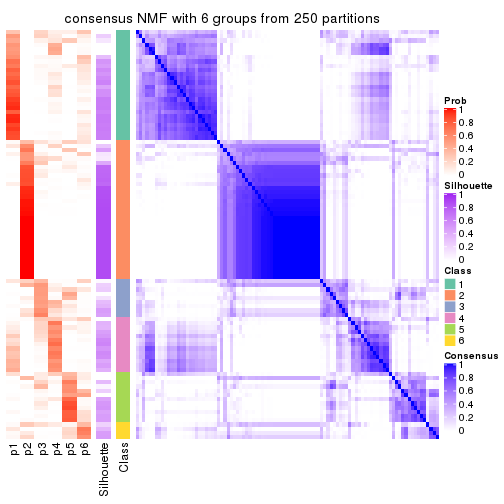 consensus NMF with 6 groups from 250 partitions
Prob
1
0.8
0.6
0.4
0.2
0
Silhouette
1
0.8
0.6
0.4
0.2
0
Class
1
2
3
4
5
6
Consensus
1
0.8
0.6
0.4
0.2
0
p1
p2
p3
p4
p5
p6
Silhouette
Class